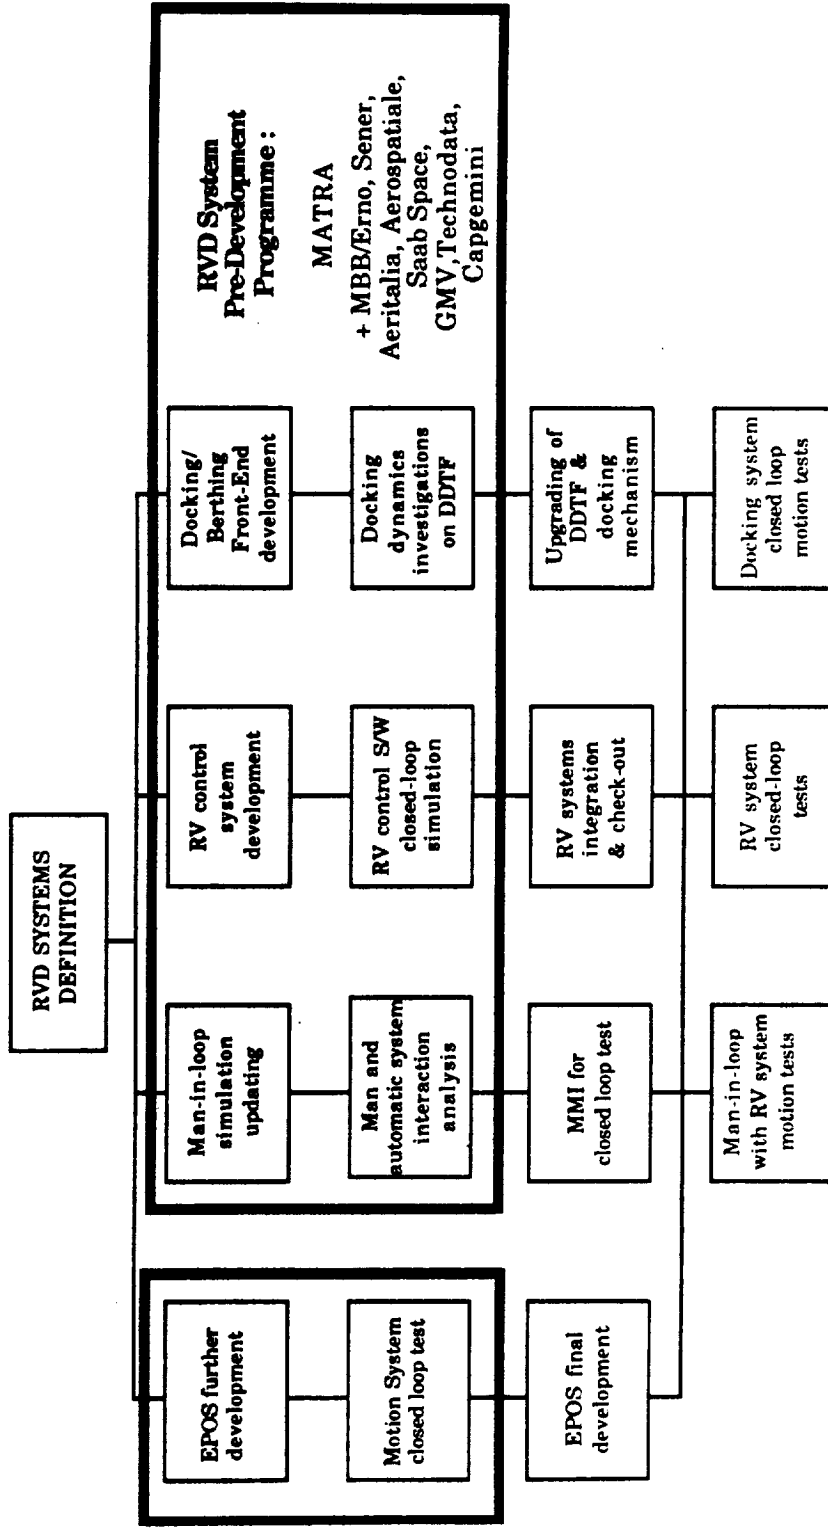 RVD SYSTEMS
DEFINITION
EPOS further
development
Man-in-loop
simulation
updating
RV control
system
development
Docking/
Berthing
Front-End
development
RVD System
Pre-Development
Programme :
MATRA
+ MBB/Erno, Sener,
Aeritalia, Aerospatiale,
Saab Space,
GMV,Technodata,
Capgemini
Motion System
closed loop test
Man and
automatic system
interaction
analysis
RV control S/W
closed-loop
simulation
Docking
dynamics
investigations
on DDTF
EPOS final
development
MMI for
closed loop test
RV systems
integration
& check-out
Upgrading of
DDTF &
docking
mechanism
Man-in-loop
with RV system
motion tests
RV system
closed-loop
tests
Docking system
closed loop
motion tests